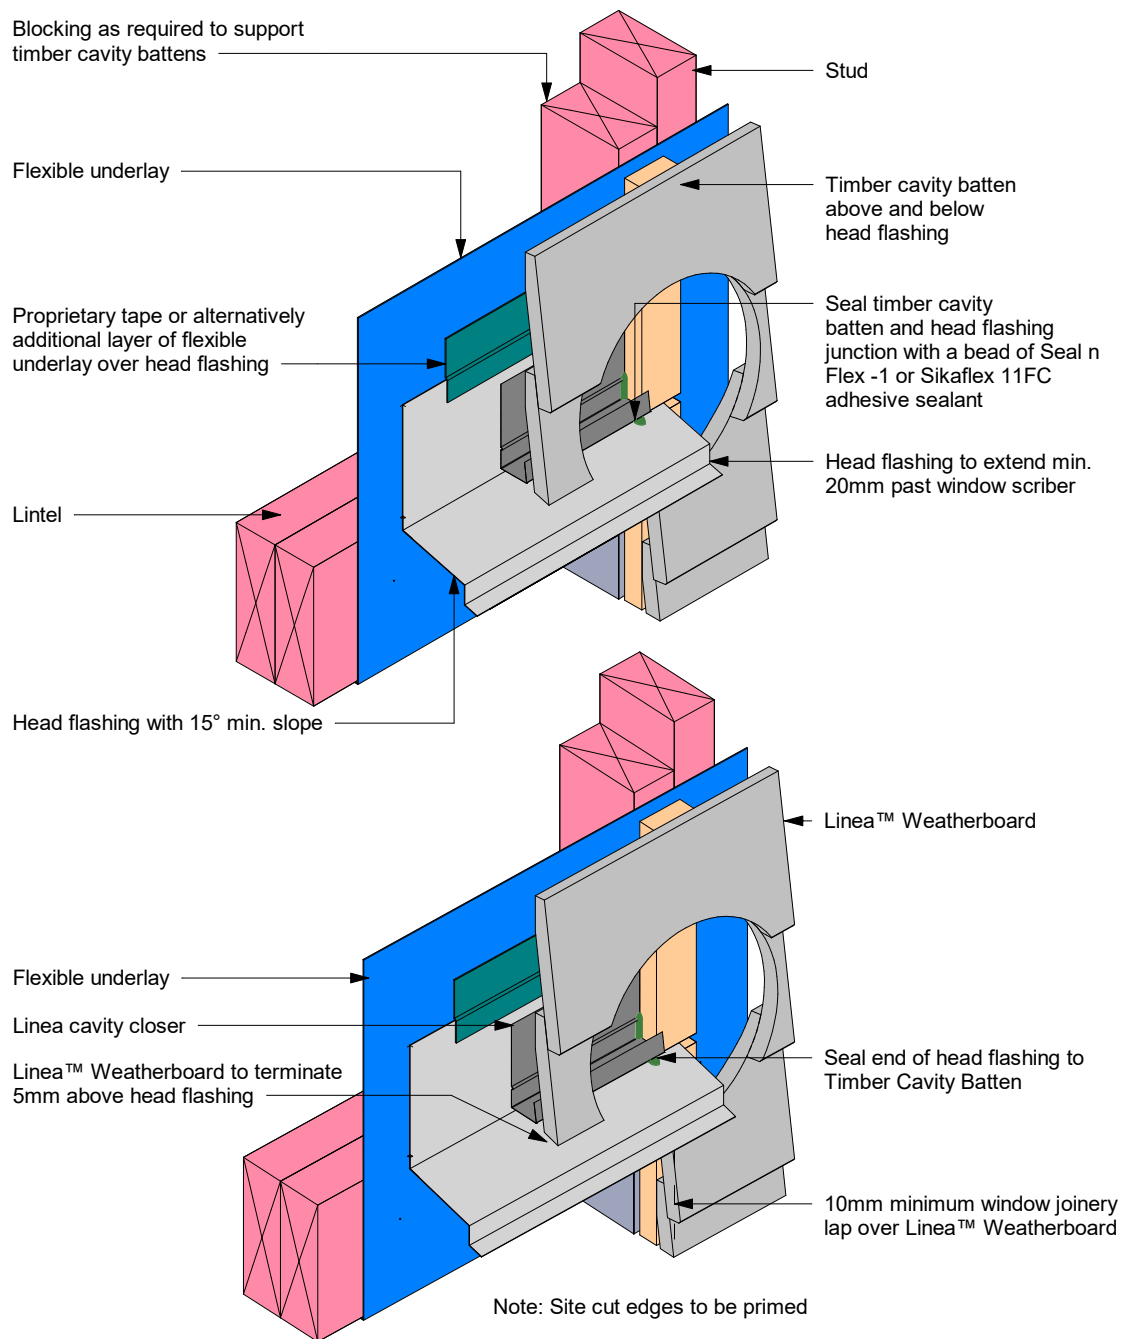 Blocking as required to support
timber cavity battens
Stud
Flexible underlay
Timber cavity batten
above and below
head flashing
Proprietary tape or alternatively
additional layer of flexible
underlay over head flashing
Seal timber cavity
batten and head flashing
junction with a bead of Seal n
Flex -1 or Sikaflex 11FC
adhesive sealant
Head flashing to extend min.
20mm past window scriber
Lintel
Head flashing with 15° min. slope
Linea™ Weatherboard
Flexible underlay
Linea cavity closer
Linea™ Weatherboard to terminate
5mm above head flashing
Seal end of head flashing to
Timber Cavity Batten
10mm minimum window joinery
lap over Linea™ Weatherboard
Note: Site cut edges to be primed